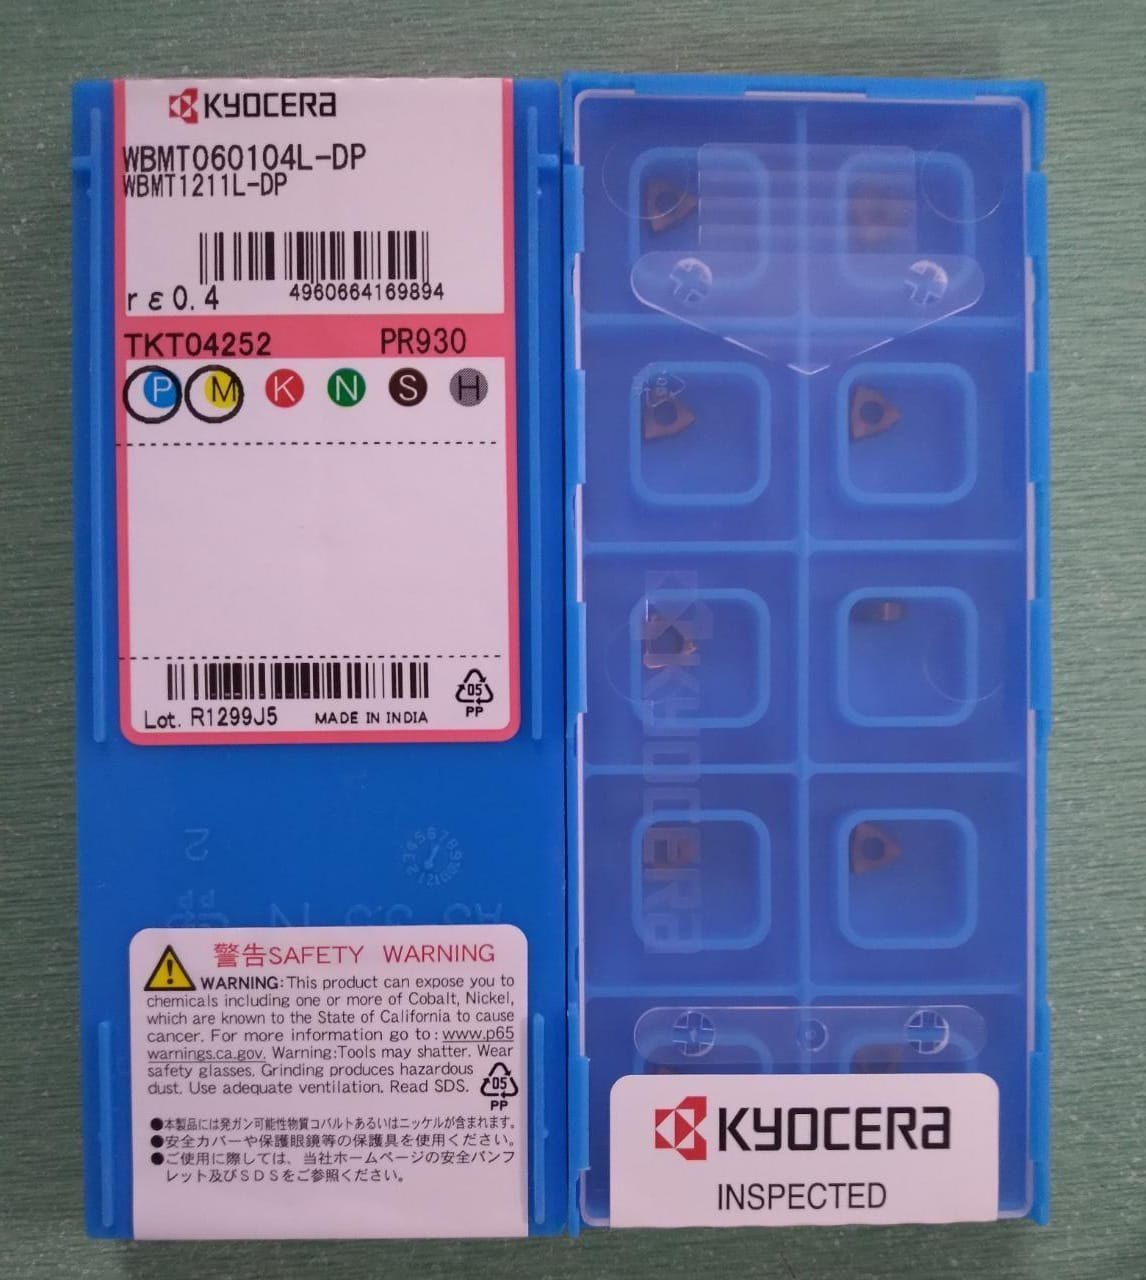 KYOCERA
WBMT060104L-DP
WBMT1211L-DP
4960664169894
rε0.4
TKT04252 PR930
P M K N S H
Lot. R1299J5 MADE IN INDIA
05
PP
2
警告SAFETY WARNING
WARNING: This product can expose you to
chemicals including one or more of Cobalt, Nickel,
which are known to the State of California to cause
cancer. For more information go to : www.p65
warnings.ca.gov. Warning:Tools may shatter. Wear
safety glasses. Grinding produces hazardous
dust. Use adequate ventilation. Read SDS.
05
PP
●本製品には発ガン可能性物質コバルトあるいはニッケルが含まれます。
●安全カバーや保護眼鏡等の保護具を使用ください。
●ご使用に際しては、当社ホームページの安全パンフ
レット及びSDSをご参照ください。
KYOCERA
KYOCERA
INSPECTED